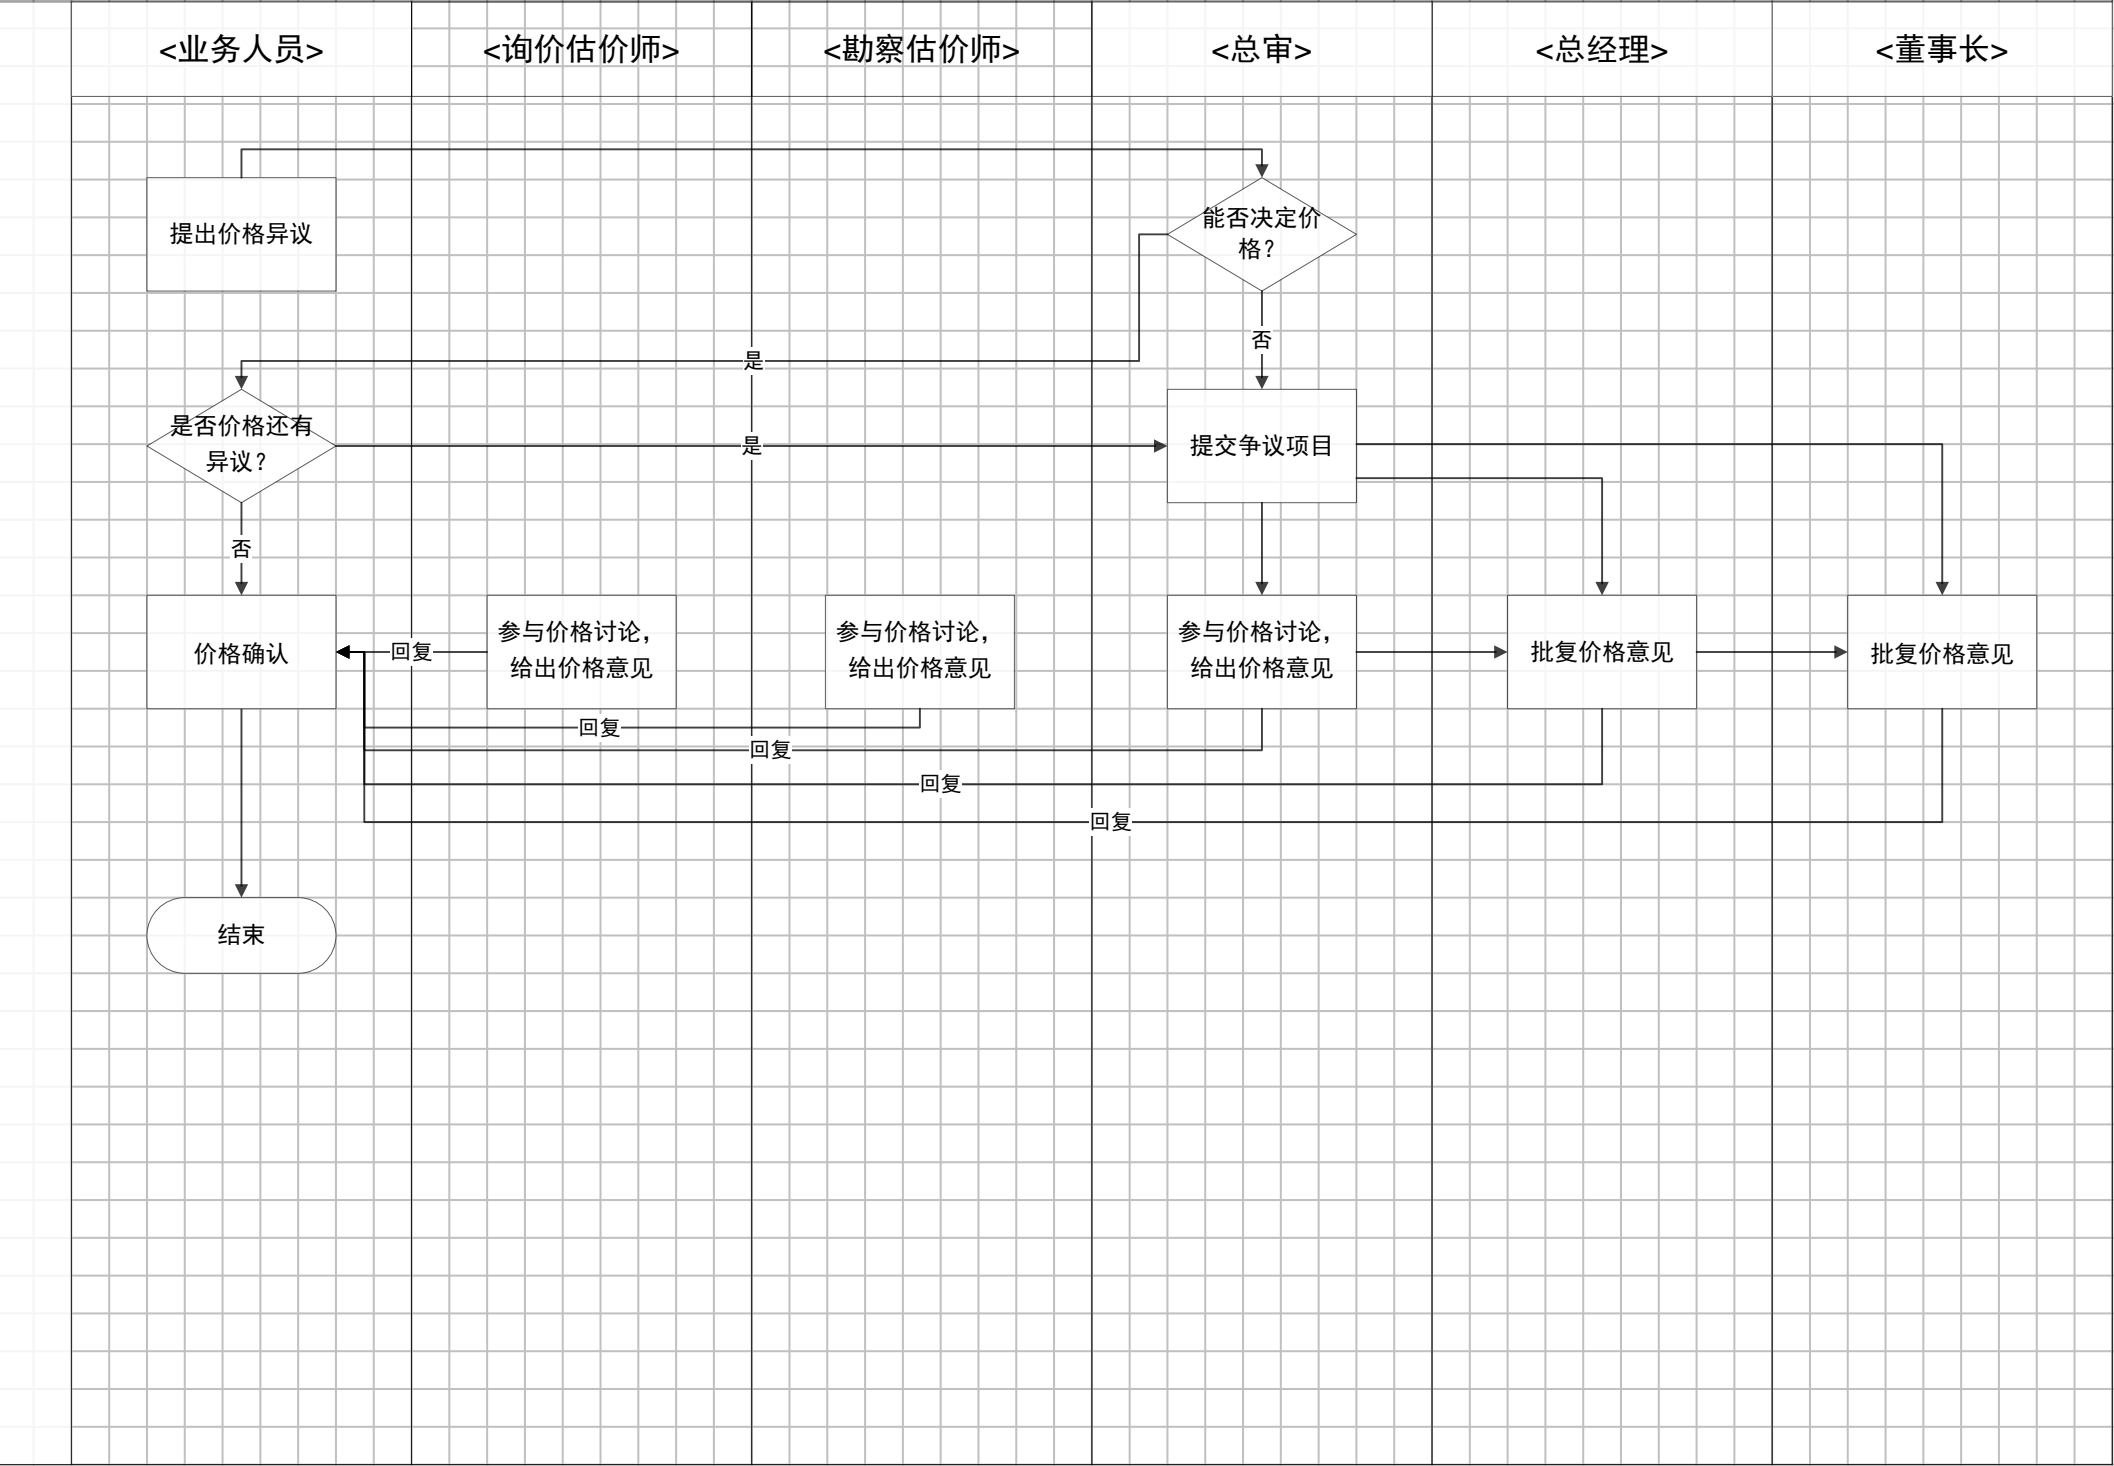 <业务人员>
<询价估价师>
<勘察估价师>
<总审>
<总经理>
<董事长>
提出价格异议
能否决定价
格？
否
是
是否价格还有
异议？
是
提交争议项目
否
价格确认
回复
参与价格讨论，
给出价格意见
参与价格讨论，
给出价格意见
参与价格讨论，
给出价格意见
批复价格意见
批复价格意见
回复
回复
回复
回复
结束